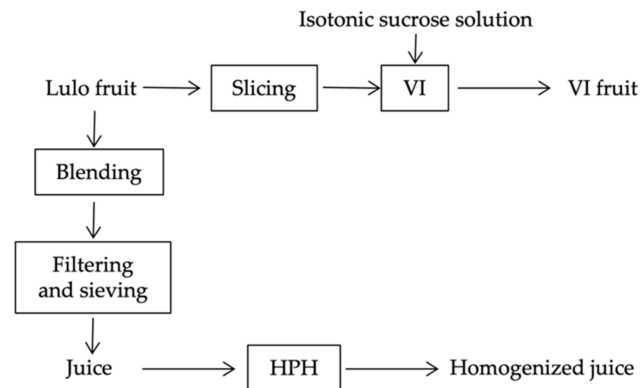 Isotonic sucrose solution
Lulo fruit
Slicing
VI
VI fruit
Blending
Filtering
and sieving
Juice
HPH
Homogenized juice